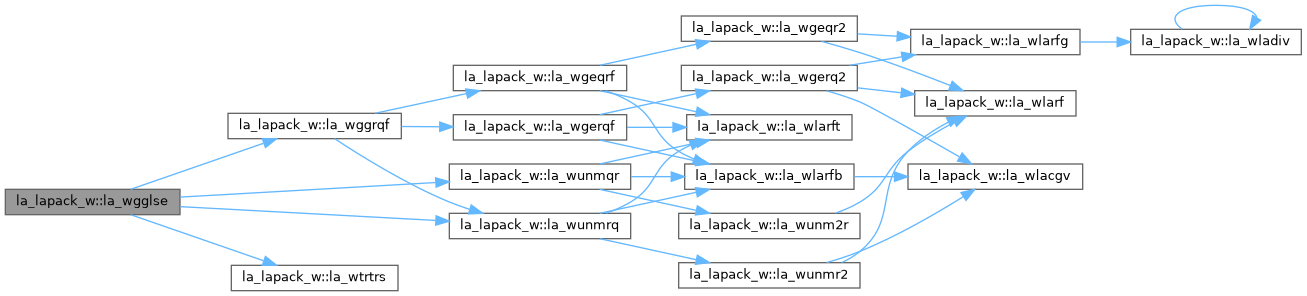 la_lapack_w::la_wgglse
la_lapack_w::la_wggrqf
la_lapack_w::la_wtrtrs
la_lapack_w::la_wgeqrf
la_lapack_w::la_wgerqf
la_lapack_w::la_wunmqr
la_lapack_w::la_wunmrq
la_lapack_w::la_wgeqr2
la_lapack_w::la_wgerq2
la_lapack_w::la_wlarft
la_lapack_w::la_wlarfb
la_lapack_w::la_wunm2r
la_lapack_w::la_wunmr2
la_lapack_w::la_wlarfg
la_lapack_w::la_wlarf
la_lapack_w::la_wlacgv
la_lapack_w::la_wladiv